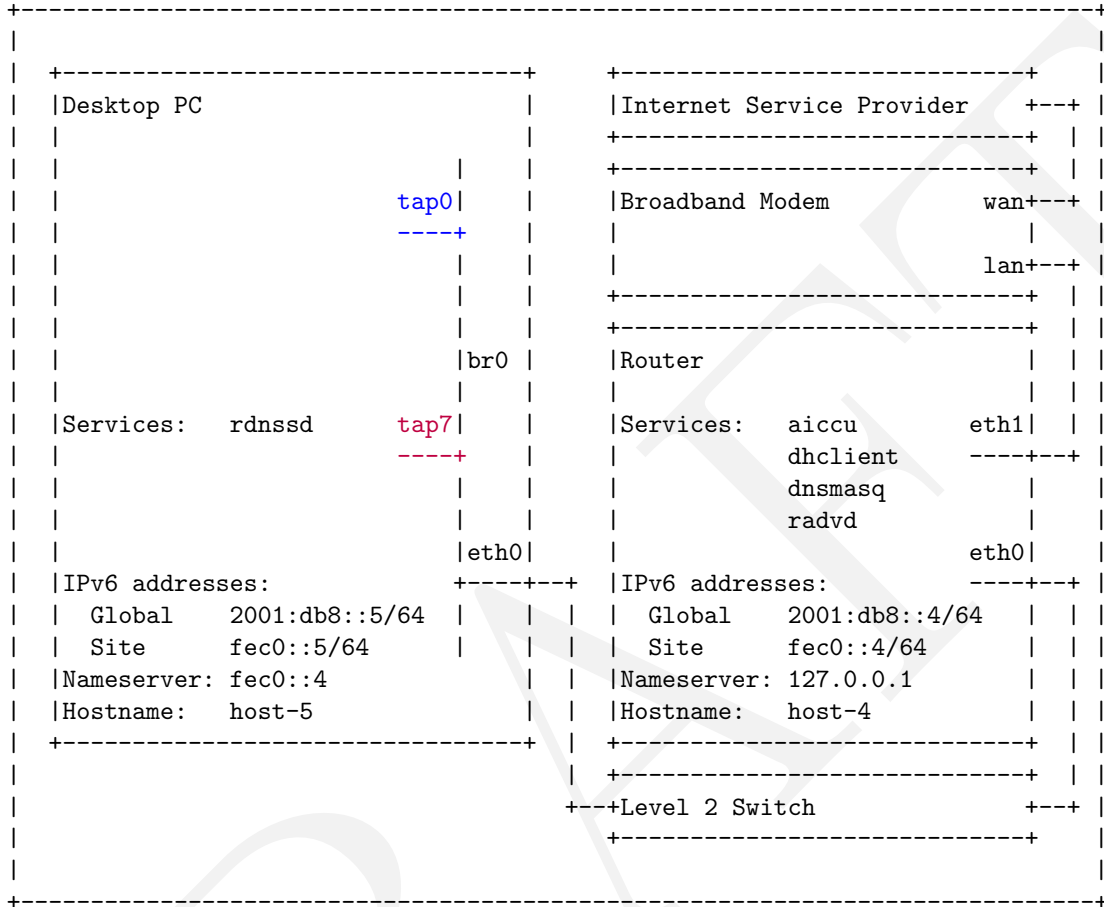 Desktop PC Internet Service Provider
tap0 Broadband Modem wan
lan
br0 Router
Services: rdnssd tap7 Services: aiccu eth1
dhclient
dnsmasq
radvd
eth0 eth0
IPv6 addresses: IPv6 addresses:
Global 2001:db8::5/64 Global 2001:db8::4/64
Site fec0::5/64 Site fec0::4/64
Nameserver: fec0::4 Nameserver: 127.0.0.1
Hostname: host-5 Hostname: host-4
Level 2 Switch
DRAFT